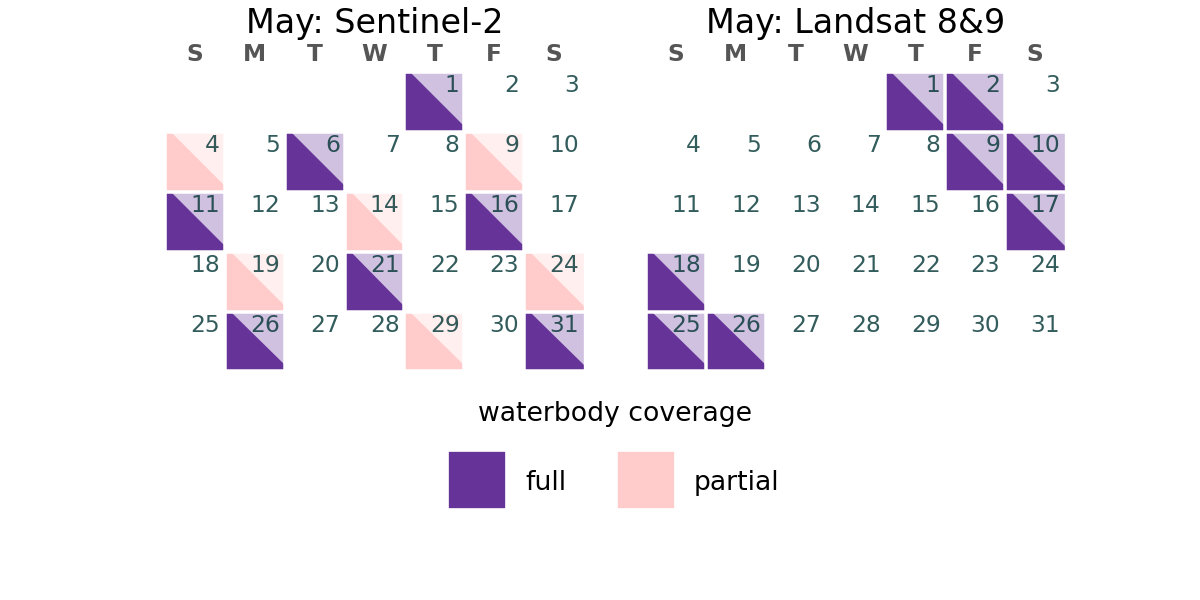 May: Sentinel-2
S M T W T F S
1 2 3
4 5 6 7 8 9 10
11 12 13 14 15 16 17
18 19 20 21 22 23 24
25 26 27 28 29 30 31
May: Landsat 8&9
S M T W T F S
1 2 3
4 5 6 7 8 9 10
11 12 13 14 15 16 17
18 19 20 21 22 23 24
25 26 27 28 29 30 31
waterbody coverage
full
partial